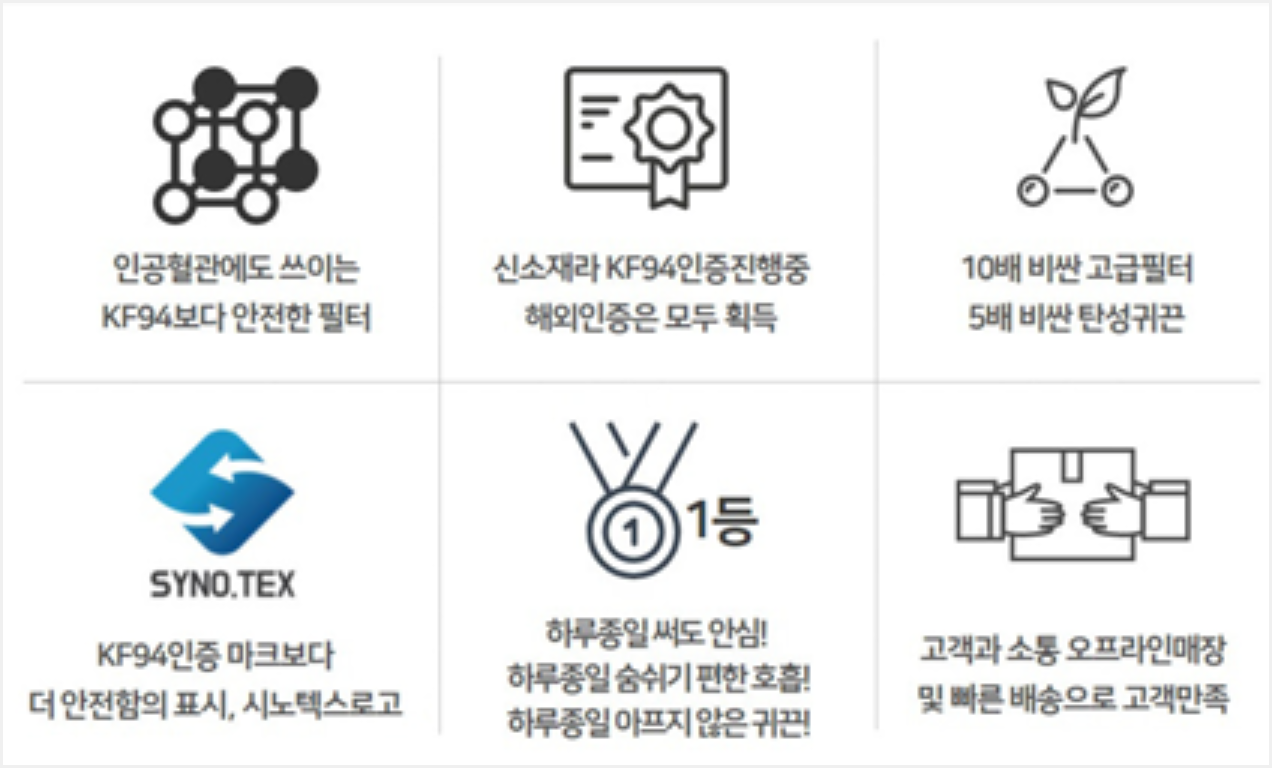 인공혈관에도 쓰이는
KF94보다 안전한 필터
신소재라 KF94인증진행중
해외인증은 모두 획득
10배 비싼 고급필터
5배 비싼 탄성귀끈
SYNO.TEX
KF94인증 마크보다
더 안전함의 표시, 시노텍스로고
1 1등
하루종일 써도 안심!
하루종일 숨쉬기 편한 호흡!
하루종일 아프지 않은 귀끈!
고객과 소통 오프라인매장
및 빠른 배송으로 고객만족